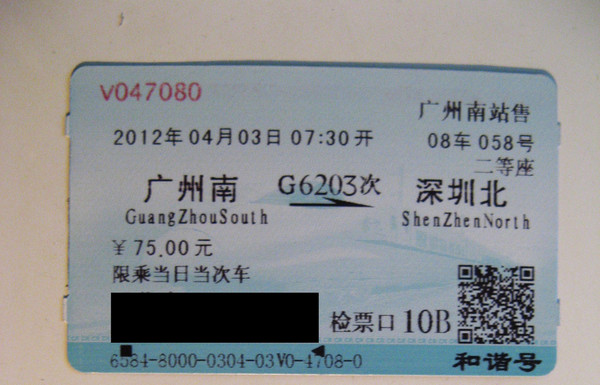 V047080
广州南站售
2012年04月03日 07:30开
08车 058号
二等座
广州南 G6203次 深圳北
GuangZhouSouth ShenZhenNorth
￥75.00元
限乘当日当次车
检票口 10B
6584-8000-0304-03V0-4708-0
和谐号